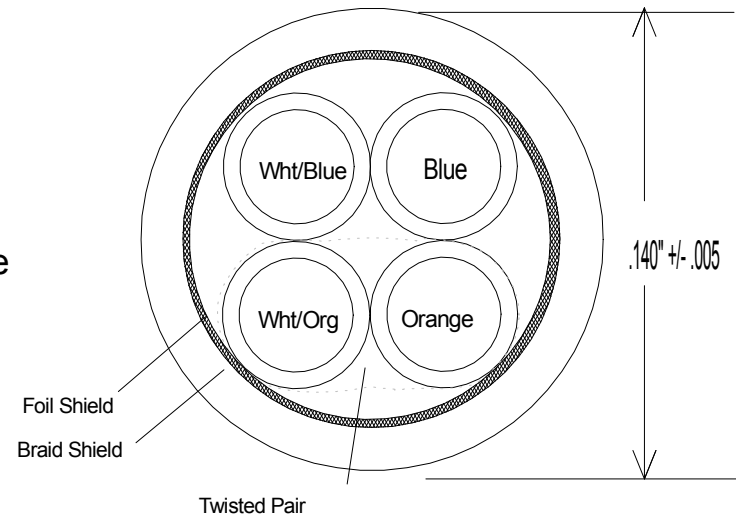 Wht/Blue
Blue
.140" +/- .005
e
Wht/Org
Orange
Foil Shield
Braid Shield
Twisted Pair